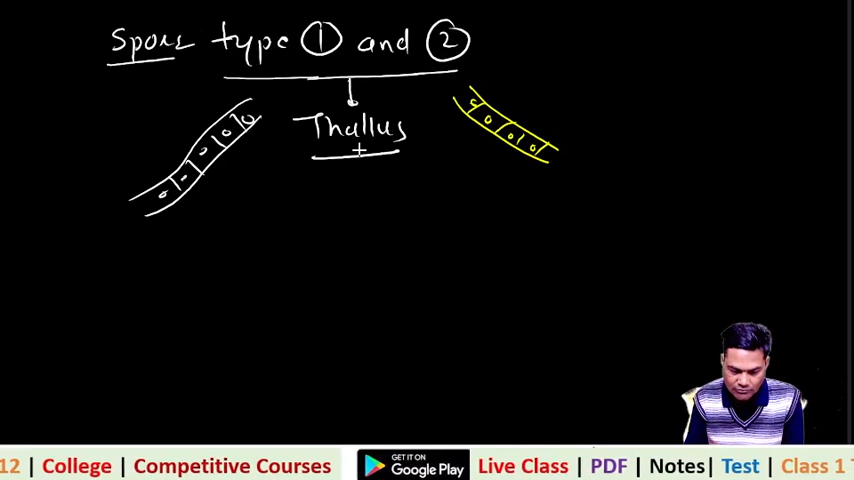 Spore type ① and ②
Thallus
12 | College | Competitive Courses
GET IT ON
Google Play
Live Class | PDF | Notes| Test | Class 1 T